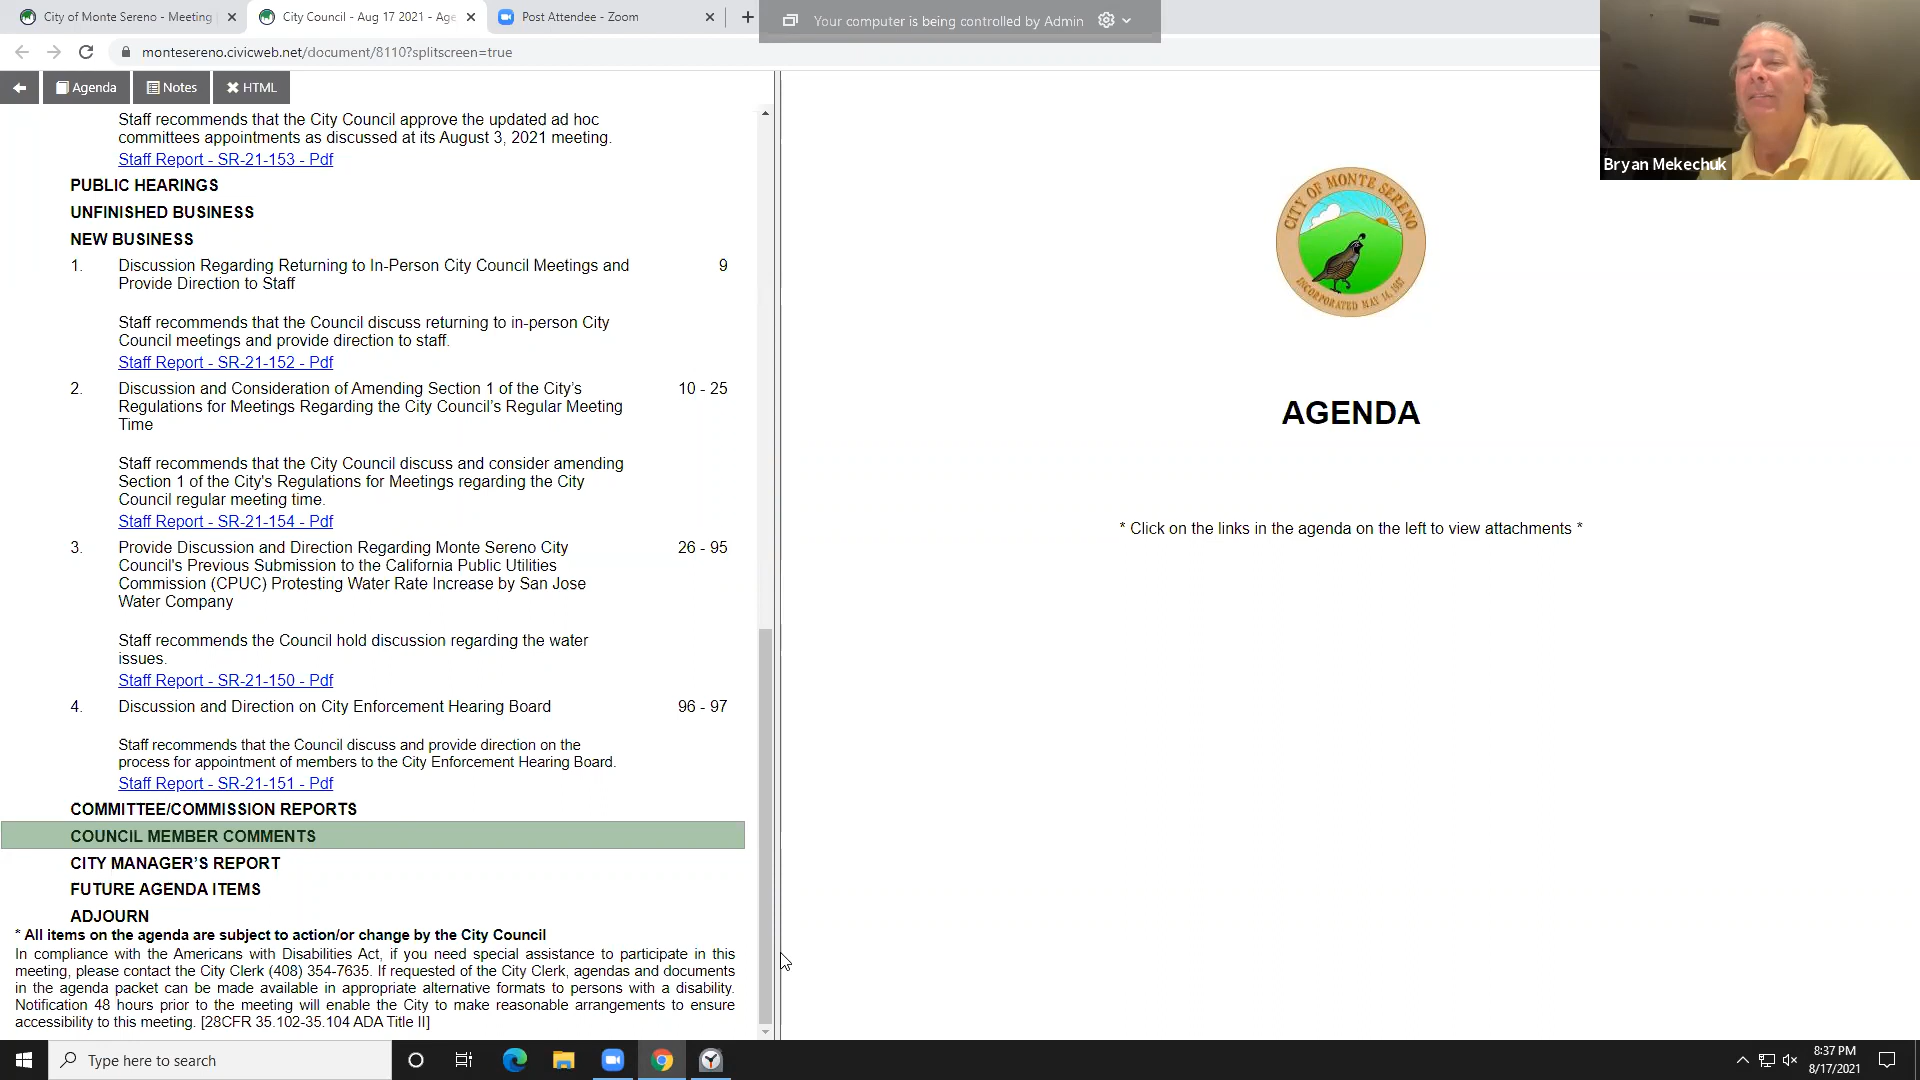 City of Monte Sereno - Meeting
City Council - Aug 17 2021 - Age
Post Attendee - Zoom
Your computer is being controlled by Admin
montesereno.civicweb.net/document/8110?splitscreen=true
Agenda
Notes
HTML
Staff recommends that the City Council approve the updated ad hoc
committees appointments as discussed at its August 3, 2021 meeting.
Staff Report - SR-21-153 - Pdf
PUBLIC HEARINGS
UNFINISHED BUSINESS
NEW BUSINESS
1. Discussion Regarding Returning to In-Person City Council Meetings and 9
Provide Direction to Staff
Staff recommends that the Council discuss returning to in-person City
Council meetings and provide direction to staff.
Staff Report - SR-21-152 - Pdf
2. Discussion and Consideration of Amending Section 1 of the City’s 10 - 25
Regulations for Meetings Regarding the City Council’s Regular Meeting
Time
Staff recommends that the City Council discuss and consider amending
Section 1 of the City's Regulations for Meetings regarding the City
Council regular meeting time.
Staff Report - SR-21-154 - Pdf
3. Provide Discussion and Direction Regarding Monte Sereno City 26 - 95
Council's Previous Submission to the California Public Utilities
Commission (CPUC) Protesting Water Rate Increase by San Jose
Water Company
Staff recommends the Council hold discussion regarding the water
issues.
Staff Report - SR-21-150 - Pdf
4. Discussion and Direction on City Enforcement Hearing Board 96 - 97
Staff recommends that the Council discuss and provide direction on the
process for appointment of members to the City Enforcement Hearing Board.
Staff Report - SR-21-151 - Pdf
COMMITTEE/COMMISSION REPORTS
COUNCIL MEMBER COMMENTS
CITY MANAGER’S REPORT
FUTURE AGENDA ITEMS
ADJOURN
* All items on the agenda are subject to action/or change by the City Council
In compliance with the Americans with Disabilities Act, if you need special assistance to participate in this
meeting, please contact the City Clerk (408) 354-7635. If requested of the City Clerk, agendas and documents
in the agenda packet can be made available in appropriate alternative formats to persons with a disability.
Notification 48 hours prior to the meeting will enable the City to make reasonable arrangements to ensure
accessibility to this meeting. [28CFR 35.102-35.104 ADA Title II]
CITY OF MONTE SERENO
INCORPORATED MAY 14, 1957
AGENDA
* Click on the links in the agenda on the left to view attachments *
Bryan Mekechuk
Type here to search
8:37 PM
8/17/2021